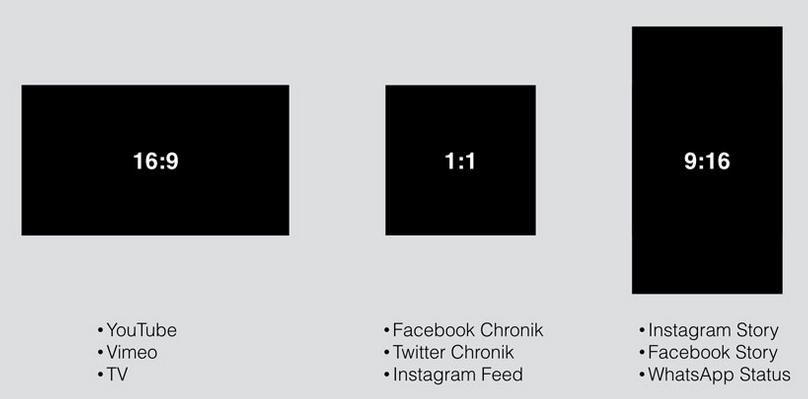 16:9
1:1
9:16
•YouTube
•Vimeo
•TV
•Facebook Chronik
•Twitter Chronik
•Instagram Feed
•Instagram Story
•Facebook Story
•WhatsApp Status